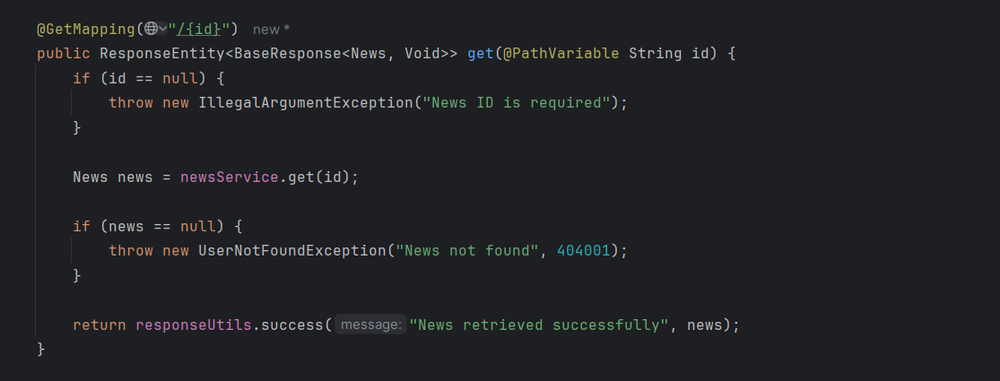 @GetMapping("/{id}") new *
public ResponseEntity<BaseResponse<News, Void>> get(@PathVariable String id) {
if (id == null) {
throw new IllegalArgumentException("News ID is required");
}
News news = newsService.get(id);
if (news == null) {
throw new UserNotFoundException("News not found", 404001);
}
return responseUtils.success( message: "News retrieved successfully", news);
}